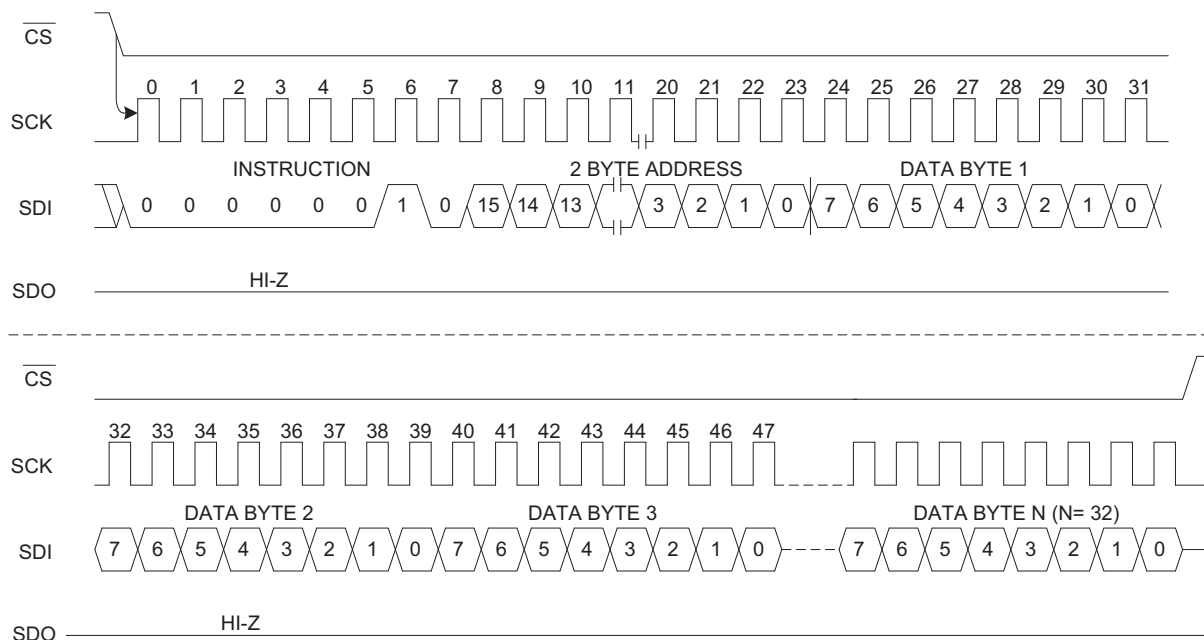 CS
0 1 2 3 4 5 6 7 8 9 10 11 20 21 22 23 24 25 26 27 28 29 30 31
SCK
INSTRUCTION 2 BYTE ADDRESS DATA BYTE 1
SDI 0 0 0 0 0 0 1 0 15 14 13 3 2 1 0 7 6 5 4 3 2 1 0
HI-Z
SDO
CS
32 33 34 35 36 37 38 39 40 41 42 43 44 45 46 47
SCK
DATA BYTE 2 DATA BYTE 3 DATA BYTE N (N= 32)
SDI 7 6 5 4 3 2 1 0 7 6 5 4 3 2 1 0 7 6 5 4 3 2 1 0
HI-Z
SDO